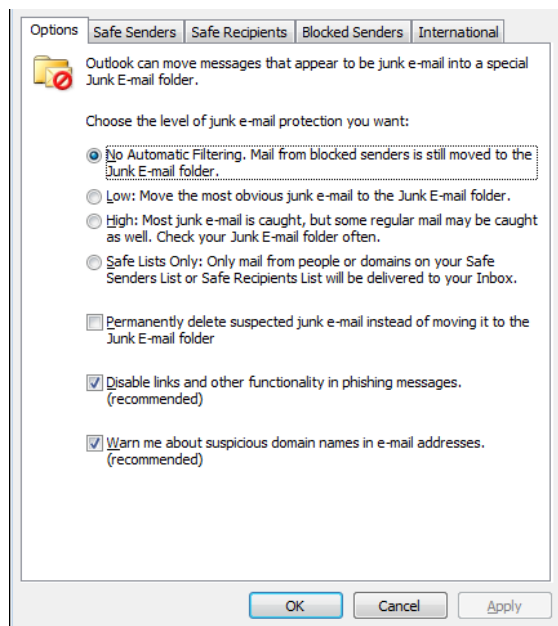 Options Safe Senders Safe Recipients Blocked Senders International
Outlook can move messages that appear to be junk e-mail into a special
Junk E-mail folder.
Choose the level of junk e-mail protection you want:
No Automatic Filtering. Mail from blocked senders is still moved to the
Junk E-mail folder.
Low: Move the most obvious junk e-mail to the Junk E-mail folder.
High: Most junk e-mail is caught, but some regular mail may be caught
as well. Check your Junk E-mail folder often.
Safe Lists Only: Only mail from people or domains on your Safe
Senders List or Safe Recipients List will be delivered to your Inbox.
Permanently delete suspected junk e-mail instead of moving it to the
Junk E-mail folder
Disable links and other functionality in phishing messages.
(recommended)
Warn me about suspicious domain names in e-mail addresses.
(recommended)
OK Cancel Apply